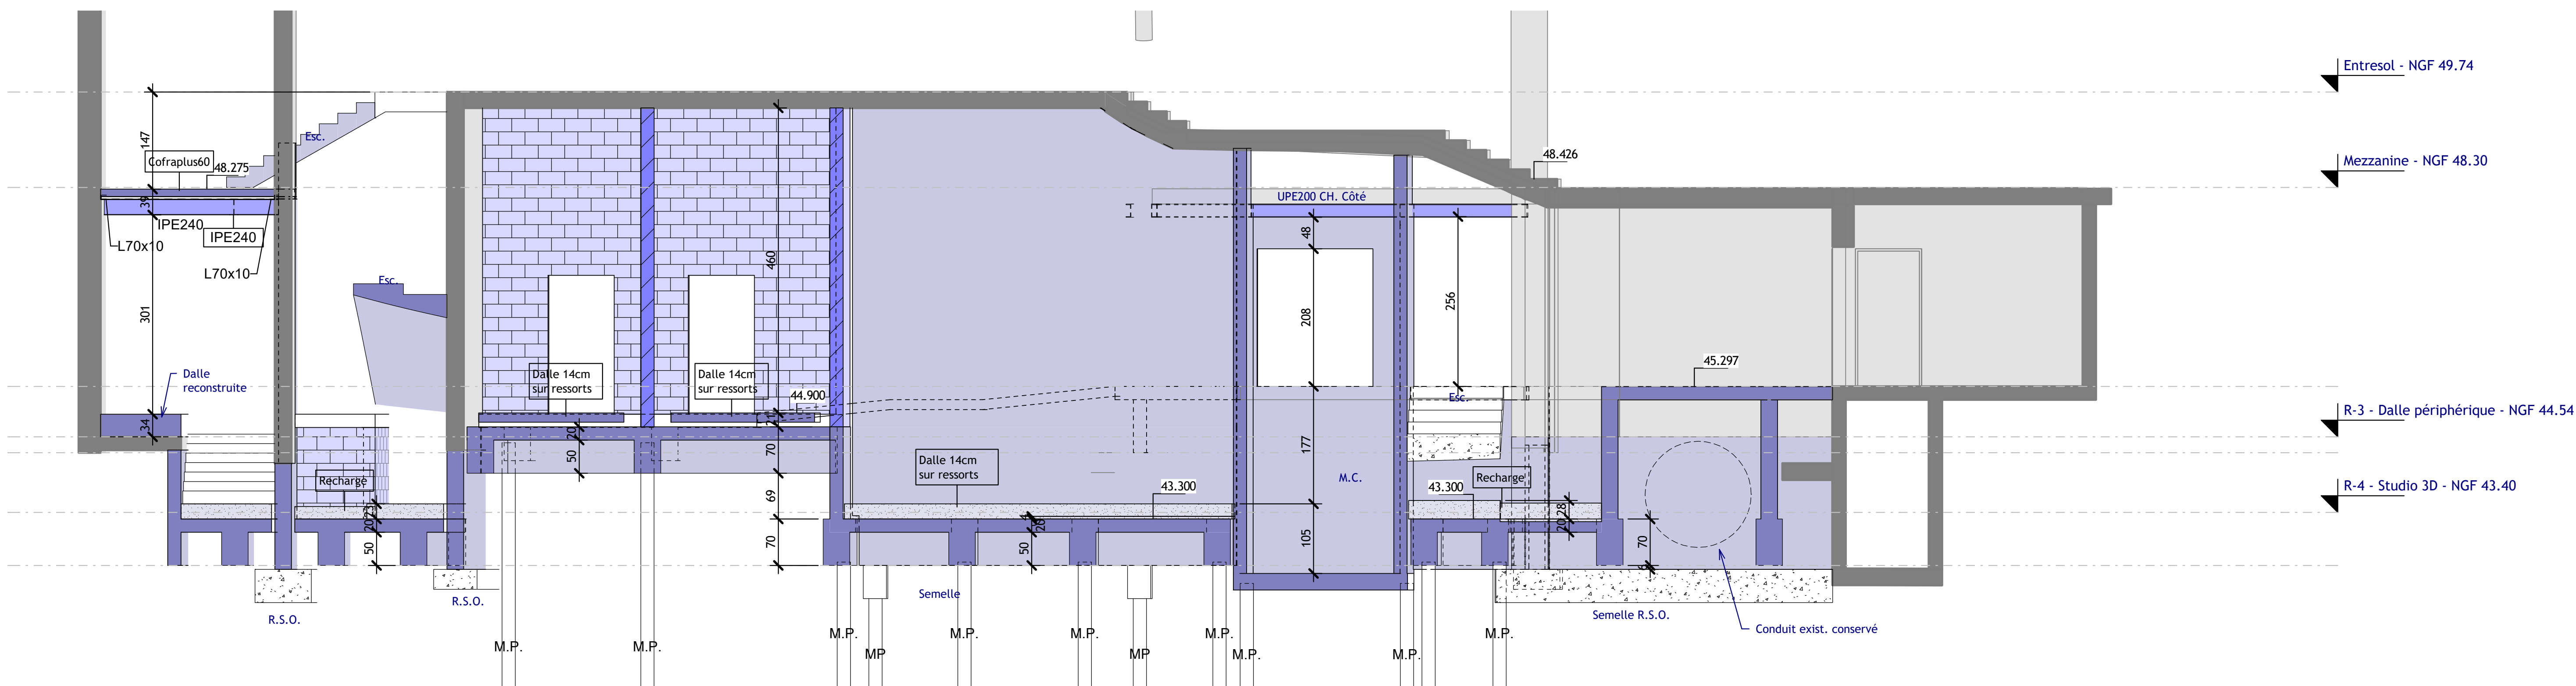 Entresol - NGF 49.74
147
Esc.
Cofraplus60
48.275
48.426
Mezzanine - NGF 48.30
39
IPE240
IPE240
L70x10
L70x10
UPE200 CH. Côté
48
460
301
Esc.
208
256
45.297
Dalle
reconstruite
Dalle 14cm
sur ressorts
Dalle 14cm
sur ressorts
44.900
Esc.
R-3 - Dalle périphérique - NGF 44.54
34
21
20
50
70
177
Dalle 14cm
sur ressorts
Recharge
M.C.
Recharge
43.300
43.300
R-4 - Studio 3D - NGF 43.40
69
23
20
50
70
4
20
50
105
28
20
70
6
Semelle
R.S.O.
R.S.O.
Semelle R.S.O.
Conduit exist. conservé
M.P.
M.P.
M.P.
MP
M.P.
M.P.
MP
M.P.
M.P.
M.P.
M.P.